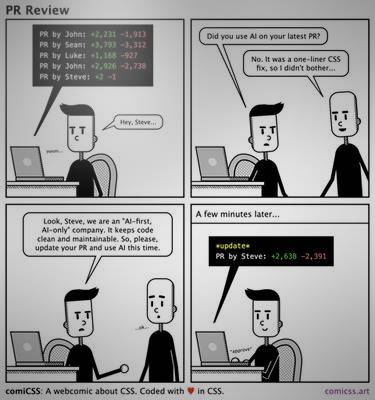 PR Review
PR by John: +2,231 -1,913
PR by Sean: +3,793 -3,312
PR by Luke: +1,168 -927
PR by John: +2,926 -2,738
PR by Steve: +2 -1
Hey, Steve...
Did you use AI on your latest PR?
No. It was a one-liner CSS
fix, so I didn't bother...
Look, Steve, we are an "AI-first,
AI-only" company. It keeps code
clean and maintainable. So, please,
update your PR and use AI this time.
...ok...
A few minutes later...
*update*
PR by Steve: +2,638 -2,391
*approve*
comiCSS: A webcomic about CSS. Coded with ♥ in CSS.
comicss.art